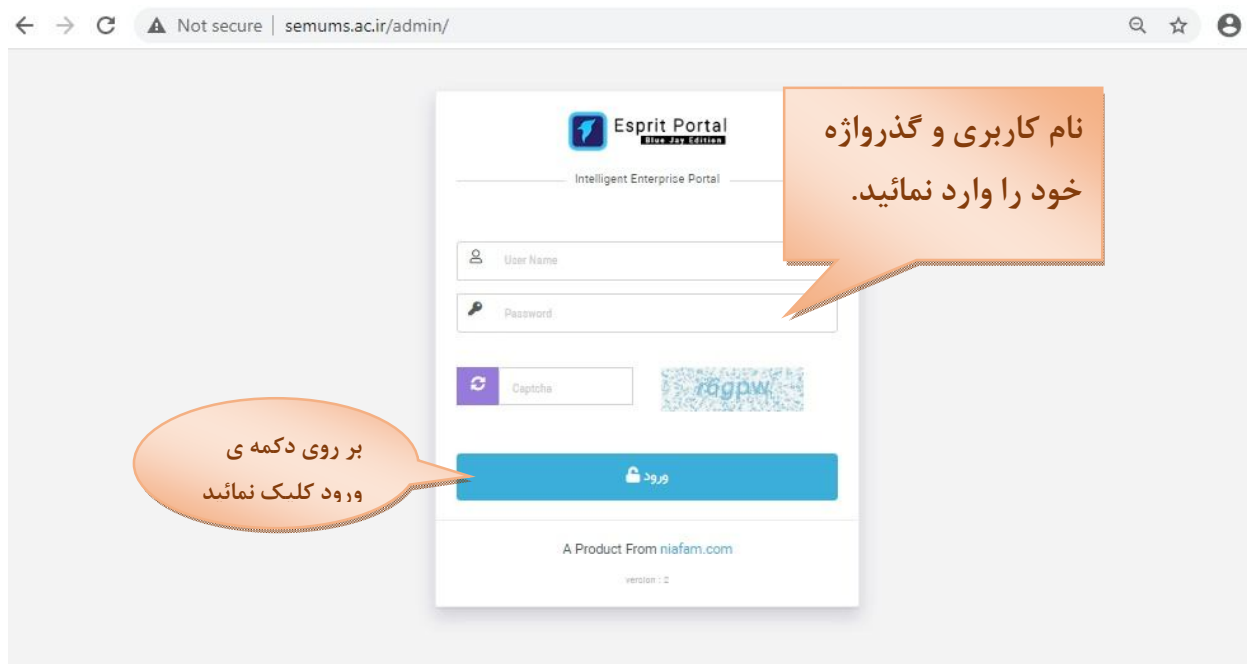 Not secure | semums.ac.ir/admin/
Esprit Portal
Blue Jay Edition
Intelligent Enterprise Portal
نام کاربری و گذرواژه
خود را وارد نمائید.
User Name
Password
Captcha
r6gpw
بر روی دکمه ی
ورود کلیک نمائید
ورود
A Product From niafam.com
version : 2